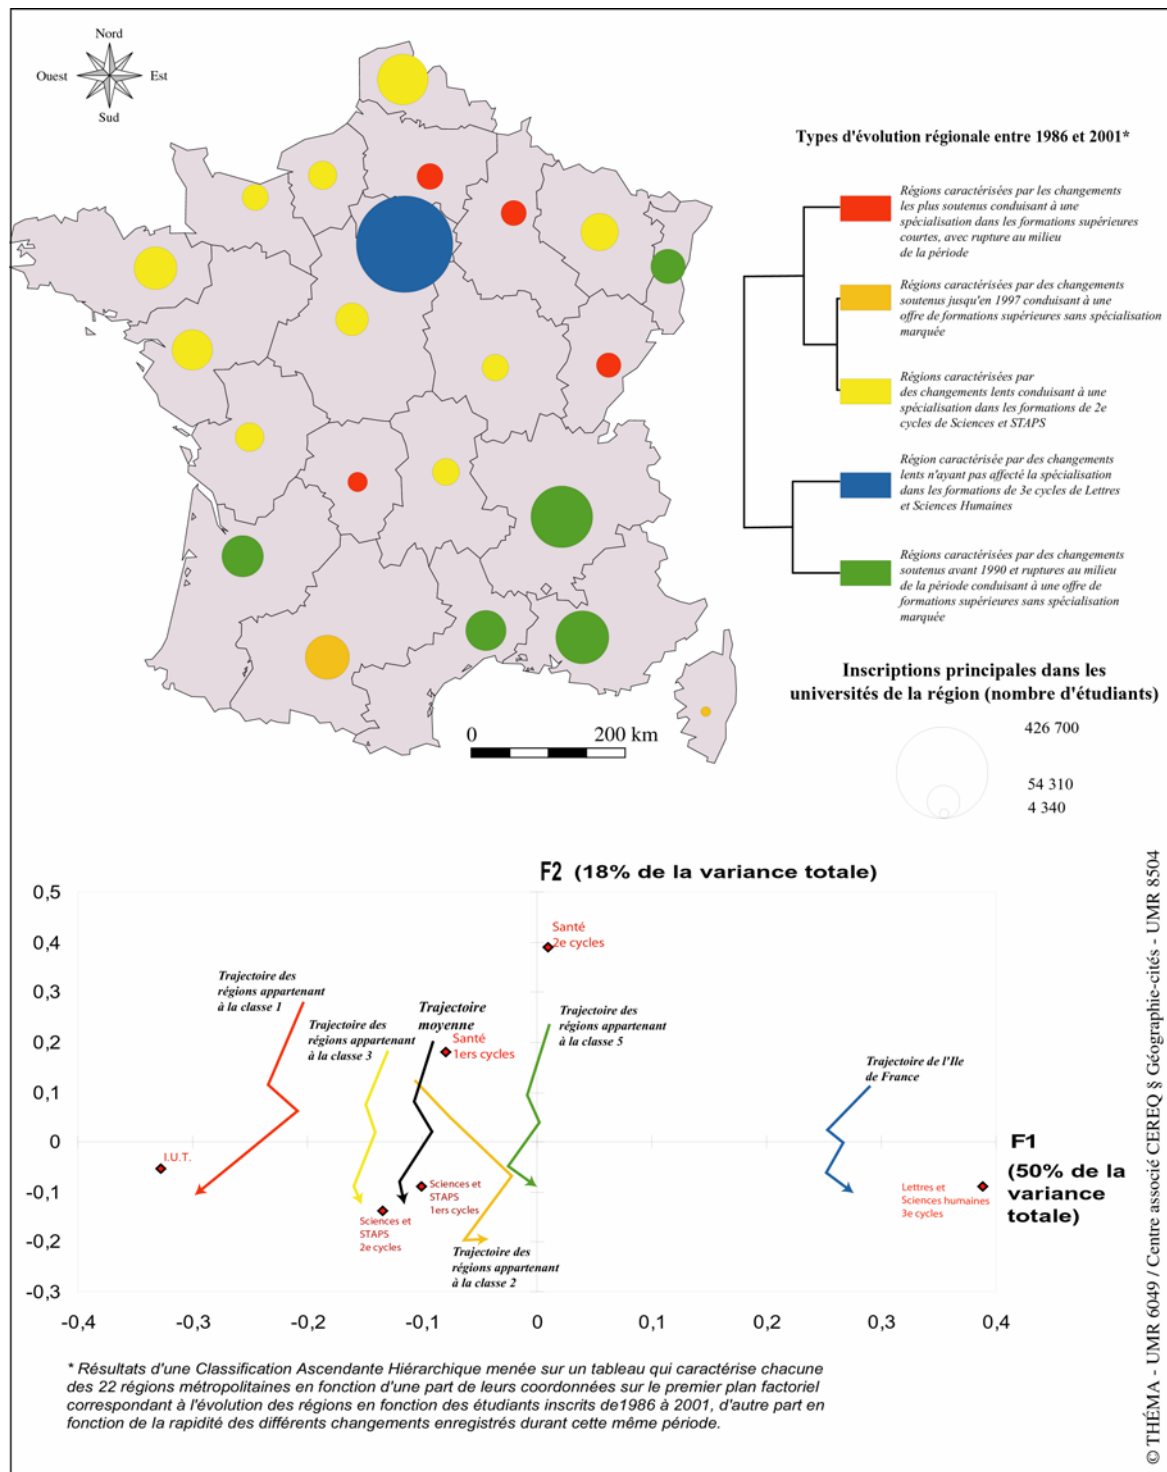 Nord
Ouest
Est
Sud
Types d'évolution régionale entre 1986 et 2001*
Régions caractérisées par les changements
les plus soutenus conduisant à une
spécialisation dans les formations supérieures
courtes, avec rupture au milieu
de la période
Régions caractérisées par des changements
soutenus jusqu'en 1997 conduisant à une
offre de formations supérieures sans spécialisation
marquée
Régions caractérisées par
des changements lents conduisant à une
spécialisation dans les formations de 2e
cycles de Sciences et STAPS
Région caractérisée par des changements
lents n'ayant pas affecté la spécialisation
dans les formations de 3e cycles de Lettres
et Sciences Humaines
Régions caractérisées par des changements
soutenus avant 1990 et ruptures au milieu
de la période conduisant à une offre de
formations supérieures sans spécialisation
marquée
Inscriptions principales dans les
universités de la région (nombre d'étudiants)
426 700
54 310
4 340
0 200 km
F2 (18% de la variance totale)
0,5
0,4
0,3
0,2
0,1
0
-0,1
-0,2
-0,3
Santé
2e cycles
Trajectoire des
régions appartenant
à la classe 1
Trajectoire des
régions appartenant
à la classe 3
Trajectoire
moyenne
Santé
1ers cycles
Trajectoire des
régions appartenant
à la classe 5
Trajectoire de l'Ile
de France
I.U.T.
Sciences et
STAPS
1ers cycles
Sciences et
STAPS
2e cycles
Trajectoire des
régions appartenant
à la classe 2
Lettres et
Sciences humaines
3e cycles
F1
(50% de la
variance
totale)
-0,4 -0,3 -0,2 -0,1 0 0,1 0,2 0,3 0,4
* Résultats d'une Classification Ascendante Hiérarchique menée sur un tableau qui caractérise chacune
des 22 régions métropolitaines en fonction d'une part de leurs coordonnées sur le premier plan factoriel
correspondant à l'évolution des régions en fonction des étudiants inscrits de1986 à 2001, d'autre part en
fonction de la rapidité des différents changements enregistrés durant cette même période.
© THÉMA - UMR 6049 / Centre associé CEREQ § Géographie-cités - UMR 8504